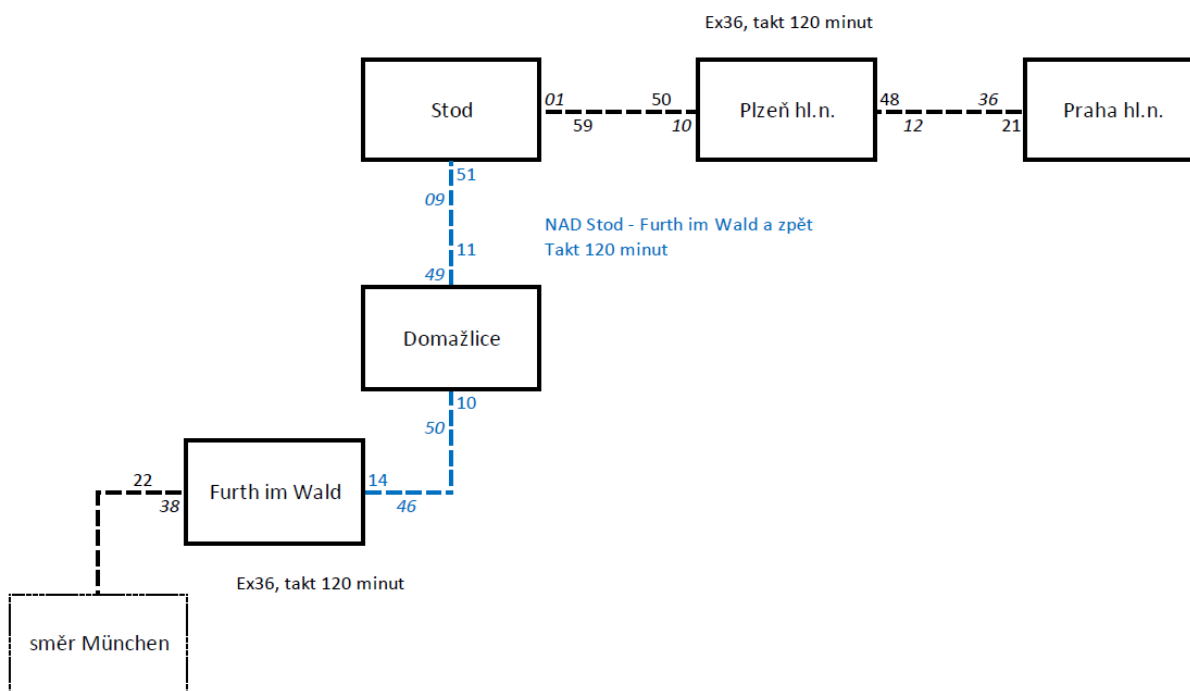 Ex36, takt 120 minut
Stod
01
50
Plzeň hl.n.
48
36
Praha hl.n.
59
10
12
21
51
09
NAD Stod - Furth im Wald a zpět
Takt 120 minut
11
49
Domažlice
10
50
22
Furth im Wald
14
38
46
Ex36, takt 120 minut
směr München